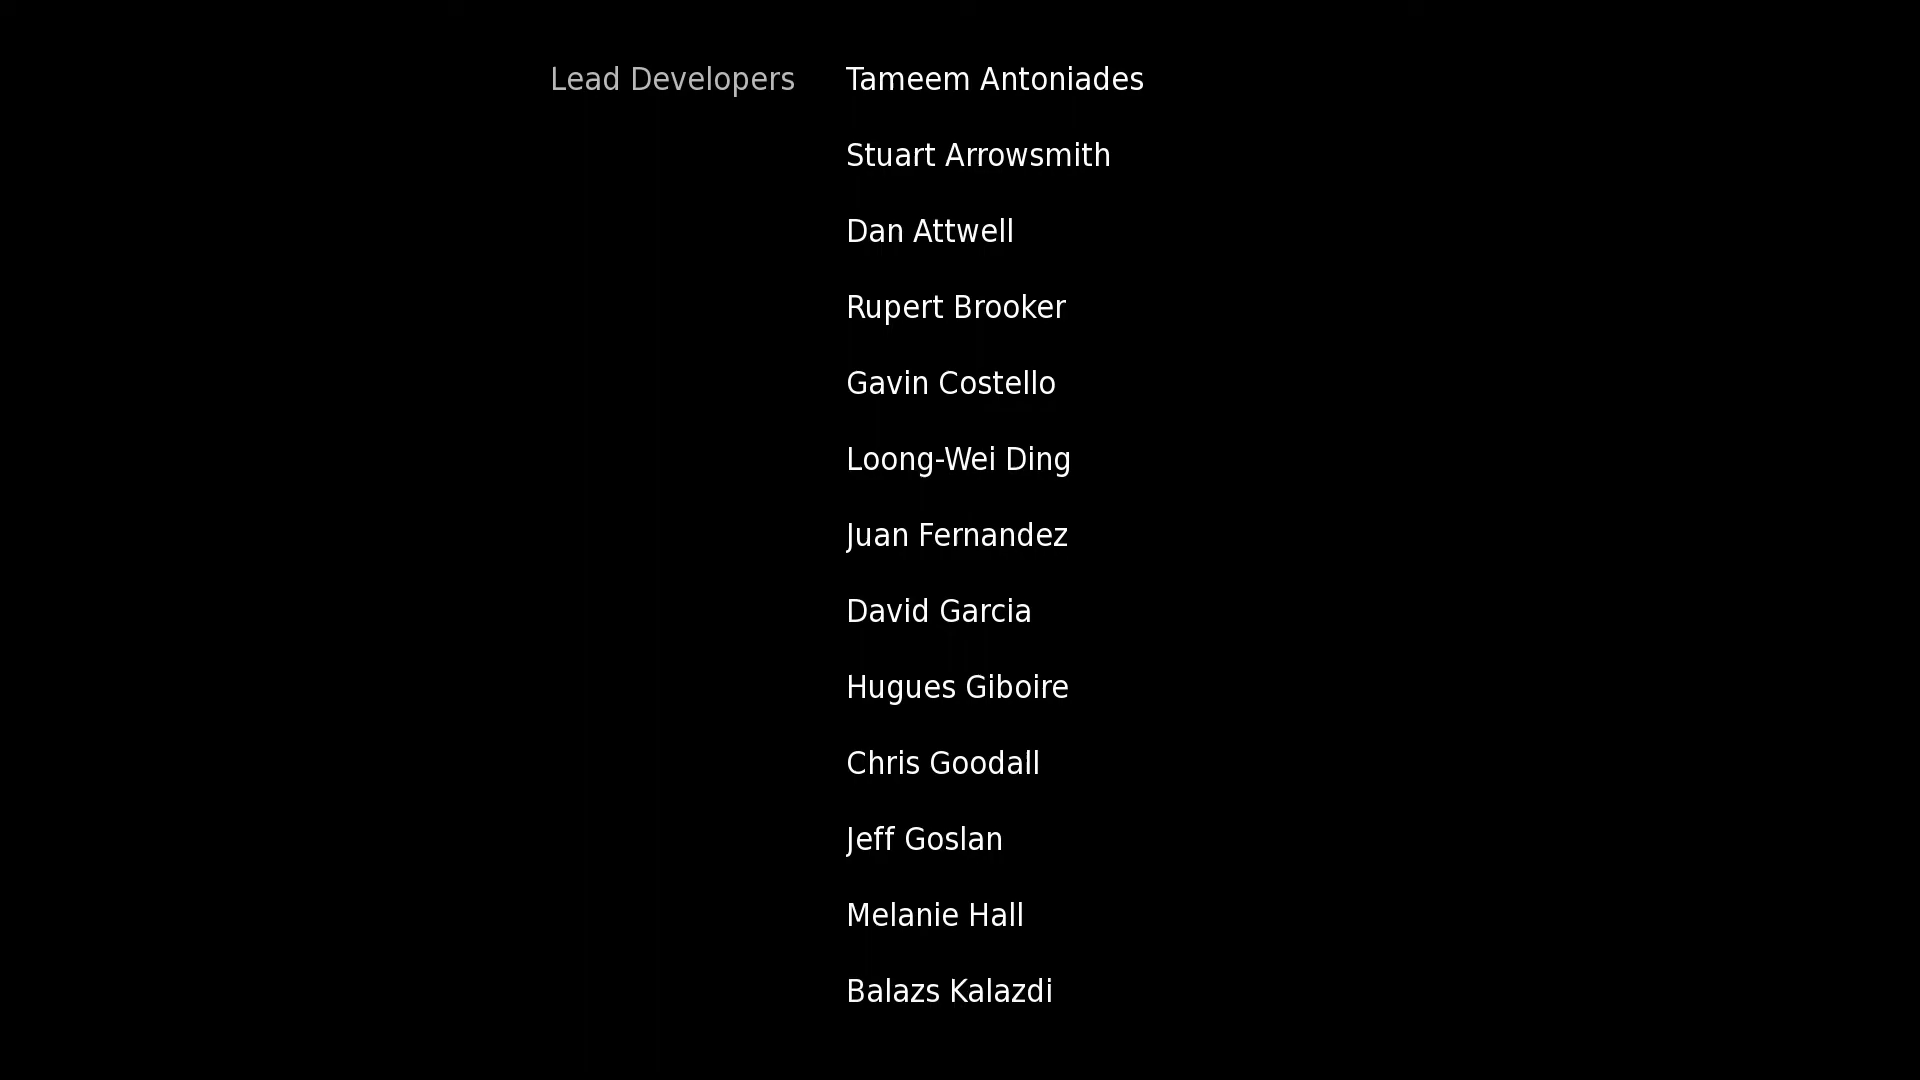 Lead Developers Tameem Antoniades
Stuart Arrowsmith
Dan Attwell
Rupert Brooker
Gavin Costello
Loong-Wei Ding
Juan Fernandez
David Garcia
Hugues Giboire
Chris Goodall
Jeff Goslan
Melanie Hall
Balazs Kalazdi